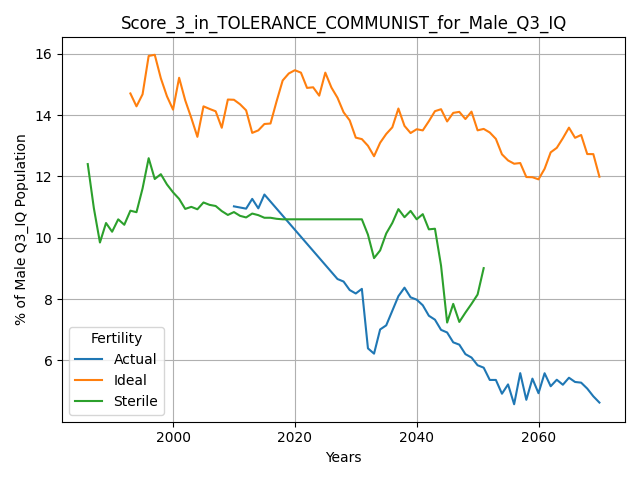 Score_3_in_TOLERANCE_COMMUNIST_for_Male_Q3_IQ
% of Male Q3_IQ Population
16
14
12
10
8
6
Fertility
Actual
Ideal
Sterile
2000
2020
2040
2060
Years